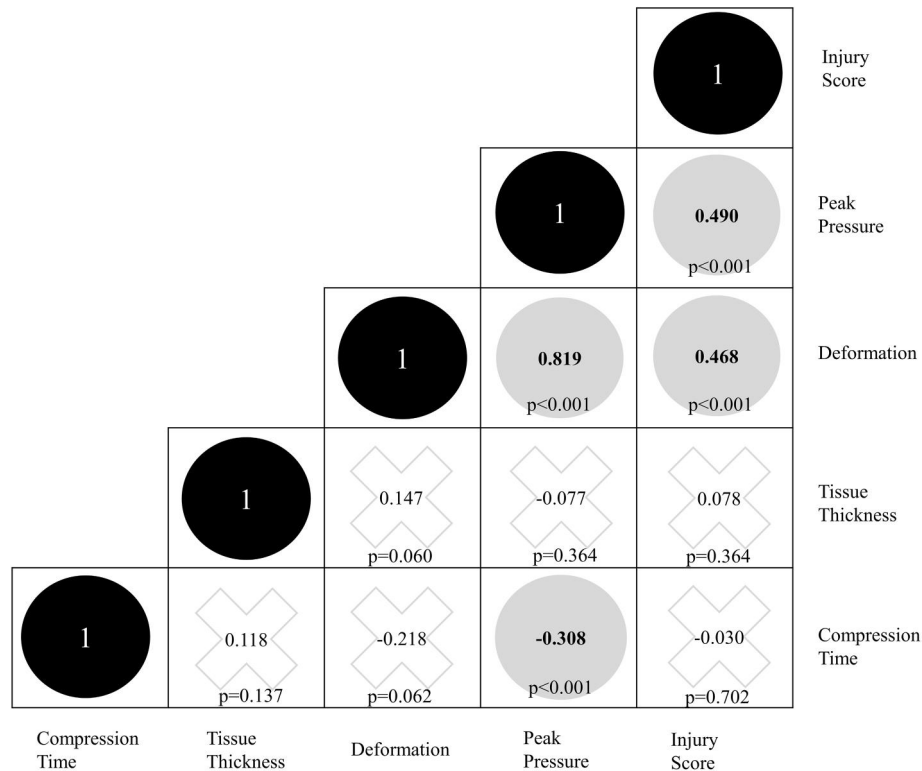 1
Injury
Score
1
0.490
p<0.001
Peak
Pressure
1
0.819
p<0.001
0.468
p<0.001
Deformation
1
0.147
p=0.060
-0.077
p=0.364
0.078
p=0.364
Tissue
Thickness
1
0.118
p=0.137
-0.218
p=0.062
-0.308
p<0.001
-0.030
p=0.702
Compression
Time
Compression
Time
Tissue
Thickness
Deformation
Peak
Pressure
Injury
Score